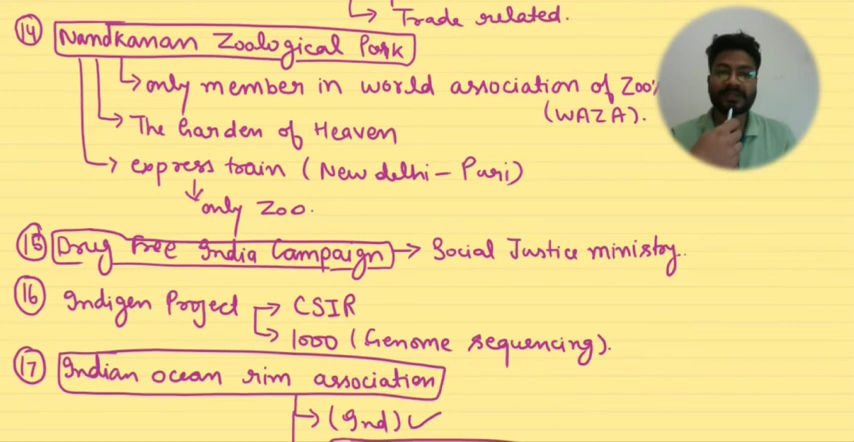 ↳ Trade related.
14 Nandkanan Zoological Park
↳ only member in world association of Zoo's
(WAZA).
↳ The Garden of Heaven
↳ express train (New delhi – Puri)
↓ only Zoo.
15 Drug Free India Campaign → Social Justice ministry.
16 Indigen Project → CSIR
↳ 1000 (Genome sequencing).
17 Indian ocean rim association
↳ (Ind) ✓